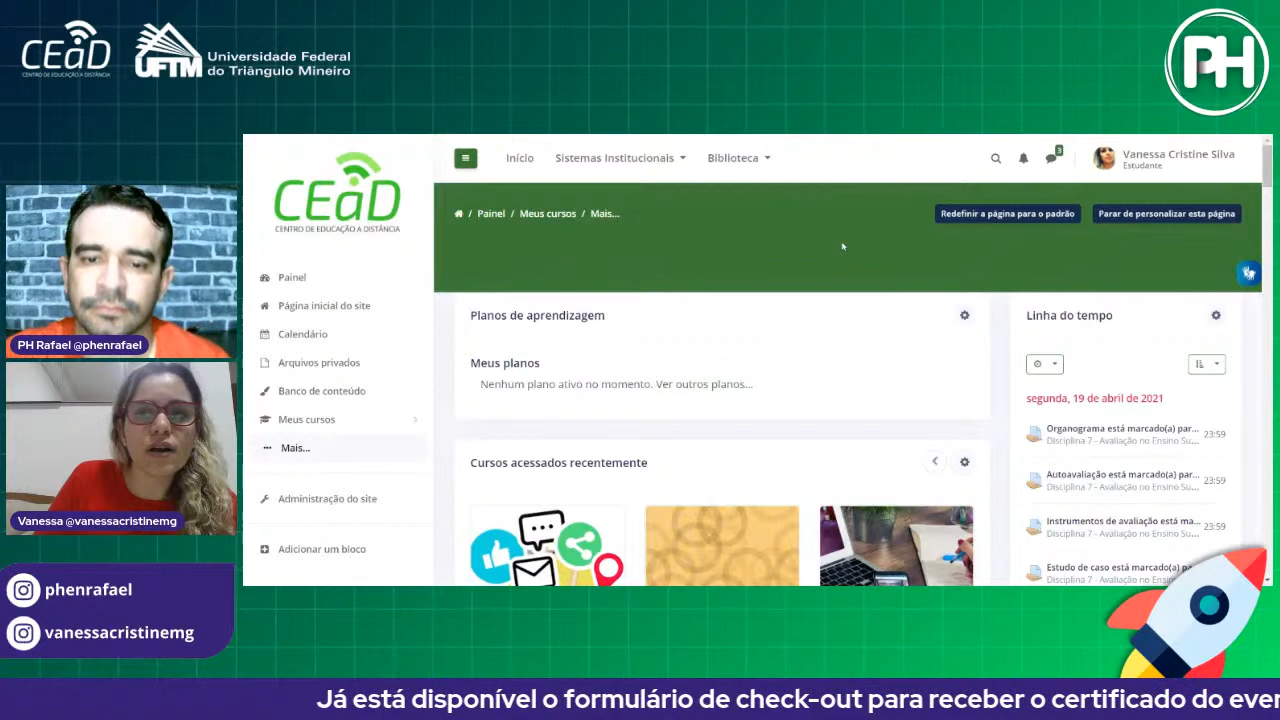 CEaD
CENTRO DE EDUCAÇÃO A DISTÂNCIA
UFTM
Universidade Federal
do Triângulo Mineiro
PH
PH Rafael @phenrafael
Vanessa @vanessacristinemg
phenrafael
vanessacristinemg
CEaD
CENTRO DE EDUCAÇÃO A DISTÂNCIA
Painel
Página inicial do site
Calendário
Arquivos privados
Banco de conteúdo
Meus cursos
Mais...
Administração do site
Adicionar um bloco
Início
Sistemas Institucionais
Biblioteca
3
Vanessa Cristine Silva
Estudante
/ Painel / Meus cursos / Mais...
Redefinir a página para o padrão
Parar de personalizar esta página
Planos de aprendizagem
Meus planos
Nenhum plano ativo no momento. Ver outros planos...
Cursos acessados recentemente
Linha do tempo
segunda, 19 de abril de 2021
Organograma está marcado(a) par...
Disciplina 7 - Avaliação no Ensino Su...
23:59
Autoavaliação está marcado(a) par...
Disciplina 7 - Avaliação no Ensino Su...
23:59
Instrumentos de avaliação está ma...
Disciplina 7 - Avaliação no Ensino Su...
23:59
Estudo de caso está marcado(a) pa
Disciplina 7 - Avaliação no Ensino
Já está disponível o formulário de check-out para receber o certificado do even